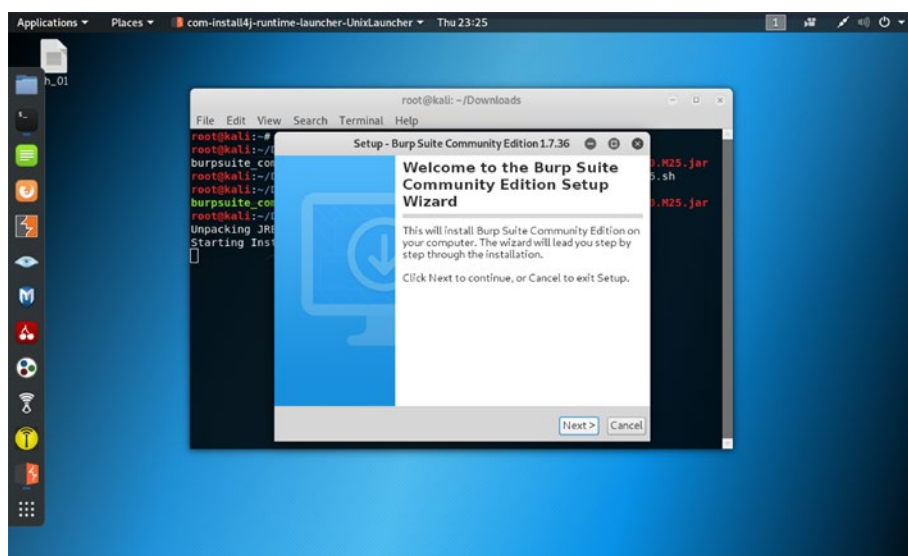 Applications Places com-install4j-runtime-launcher-UnixLauncher Thu 23:25 1
h_01
root@kali: ~/Downloads
File Edit View Search Terminal Help
root@kali:~#
root@kali:~/D
burpsuite_com 0.M25.jar
root@kali:~/D .sh
root@kali:~/D
burpsuite_com 0.M25.jar
root@kali:~/D
Unpacking JRE
Starting Inst
Setup - Burp Suite Community Edition 1.7.36
Welcome to the Burp Suite
Community Edition Setup
Wizard
This will install Burp Suite Community Edition on
your computer. The wizard will lead you step by
step through the installation.
Click Next to continue, or Cancel to exit Setup.
Next > Cancel